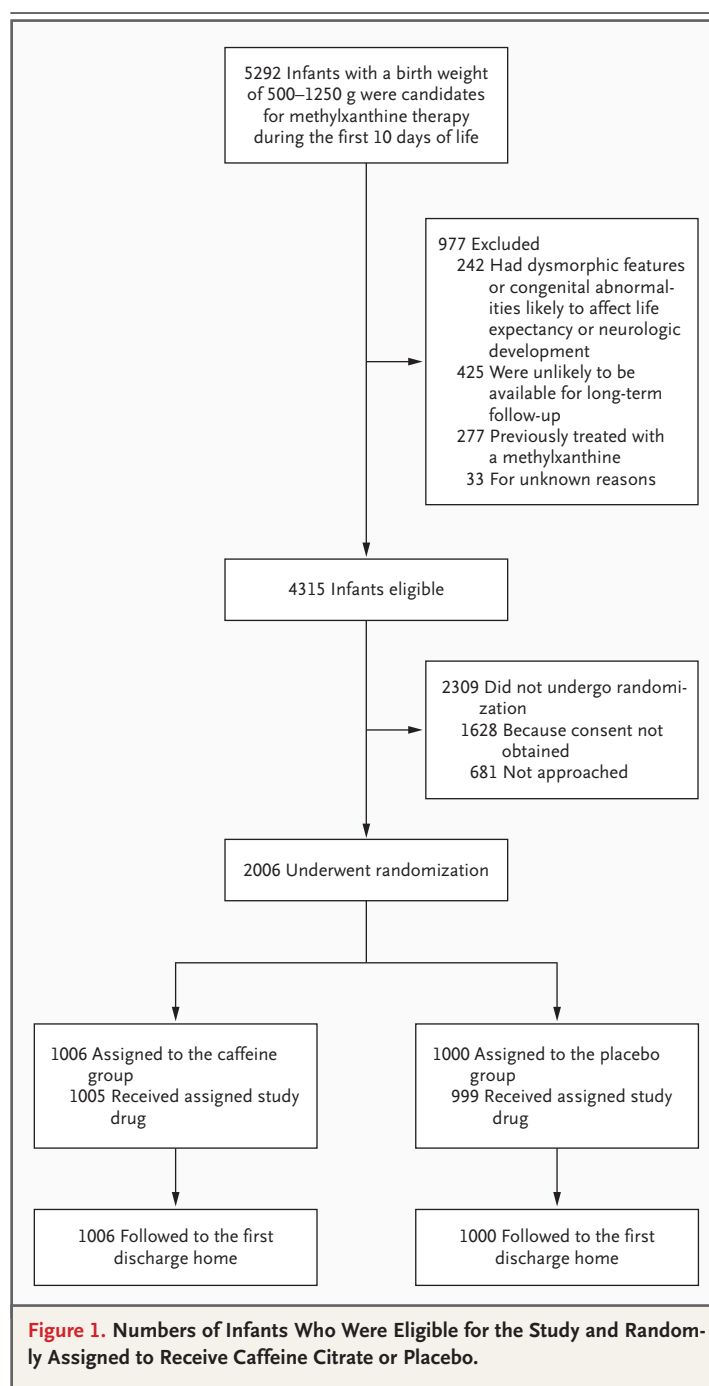 5292 Infants with a birth weight
of 500–1250 g were candidates
for methylxanthine therapy
during the first 10 days of life
977 Excluded
242 Had dysmorphic features
or congenital abnormal-
ities likely to affect life
expectancy or neurologic
development
425 Were unlikely to be
available for long-term
follow-up
277 Previously treated with
a methylxanthine
33 For unknown reasons
4315 Infants eligible
2309 Did not undergo randomi-
zation
1628 Because consent not
obtained
681 Not approached
2006 Underwent randomization
1006 Assigned to the caffeine
group
1005 Received assigned study
drug
1000 Assigned to the placebo
group
999 Received assigned study
drug
1006 Followed to the first
discharge home
1000 Followed to the first
discharge home
Figure 1. Numbers of Infants Who Were Eligible for the Study and Random-
ly Assigned to Receive Caffeine Citrate or Placebo.